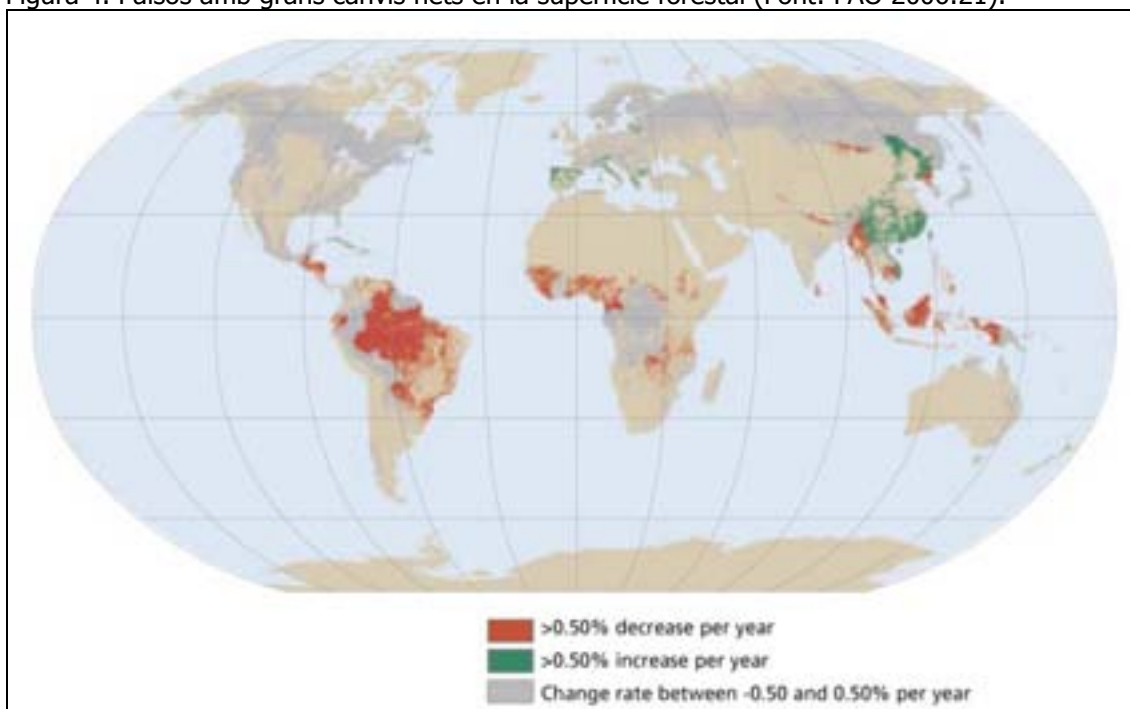 Figura 4. Països amb grans canvis nets en la superfície forestal (Font: FAO 2006:21).
>0.50% decrease per year
>0.50% increase per year
Change rate between -0.50 and 0.50% per year